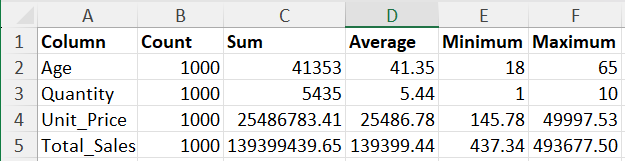 A B C D E F
1 Column Count Sum Average Minimum Maximum
2 Age 1000 41353 41.35 18 65
3 Quantity 1000 5435 5.44 1 10
4 Unit_Price 1000 25486783.41 25486.78 145.78 49997.53
5 Total_Sales 1000 139399439.65 139399.44 437.34 493677.50